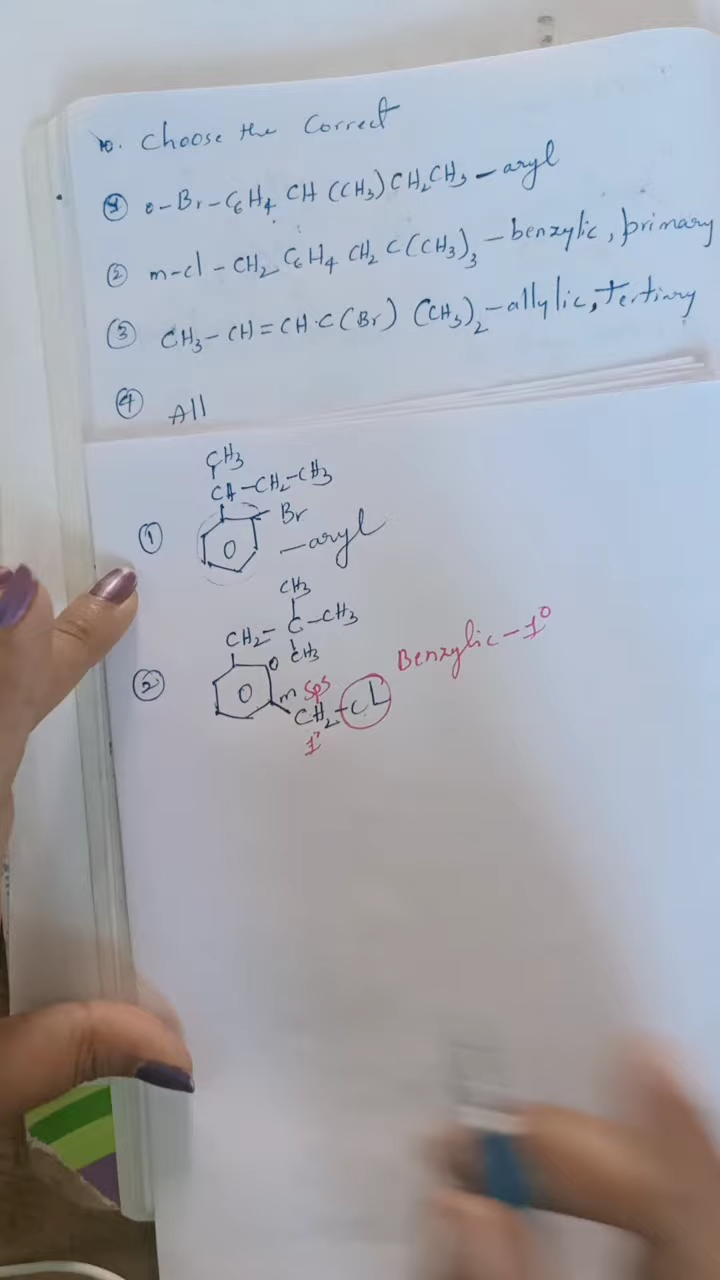 10. Choose the Correct
① o-Br-C6H4 CH (CH3) CH2CH3 - aryl
② m-cl - CH2 C6H4 CH2 C(CH3)3 - benzylic, primary
③ CH3 - CH = CH·C(Br) (CH3)2 - allylic, Tertiary
④ All
CH3
CH -CH2-CH3
① Br
- aryl
CH3
CH2- C -CH3
CH3
② o
m sp3
CH2 - CL
1°
Benzylic - 1°